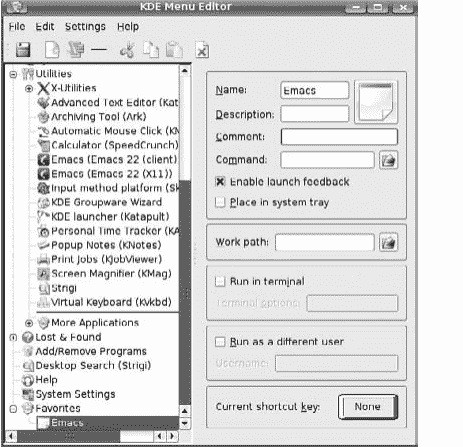 KDE Menu Editor
File Edit Settings Help
Utilities
X-Utilities
Advanced Text Editor (Kat
Archiving Tool (Ark)
Automatic Mouse Click (KM
Calculator (SpeedCrunch)
Emacs (Emacs 22 (client)
Emacs (Emacs 22 (X11))
Input method platform (Sk
KDE Groupware Wizard
KDE launcher (Katapult)
Personal Time Tracker (KA
Popup Notes (KNotes)
Print Jobs (KJobViewer)
Screen Magnifier (KMag)
Strigi
Virtual Keyboard (Kvkbd)
More Applications
Lost & Found
Add/Remove Programs
Desktop Search (Strigi)
Help
System Settings
Favorites
Emacs
Name: Emacs
Description:
Comment:
Command:
Enable launch feedback
Place in system tray
Work path:
Run in terminal
Terminal options:
Run as a different user
Username:
Current shortcut key: None